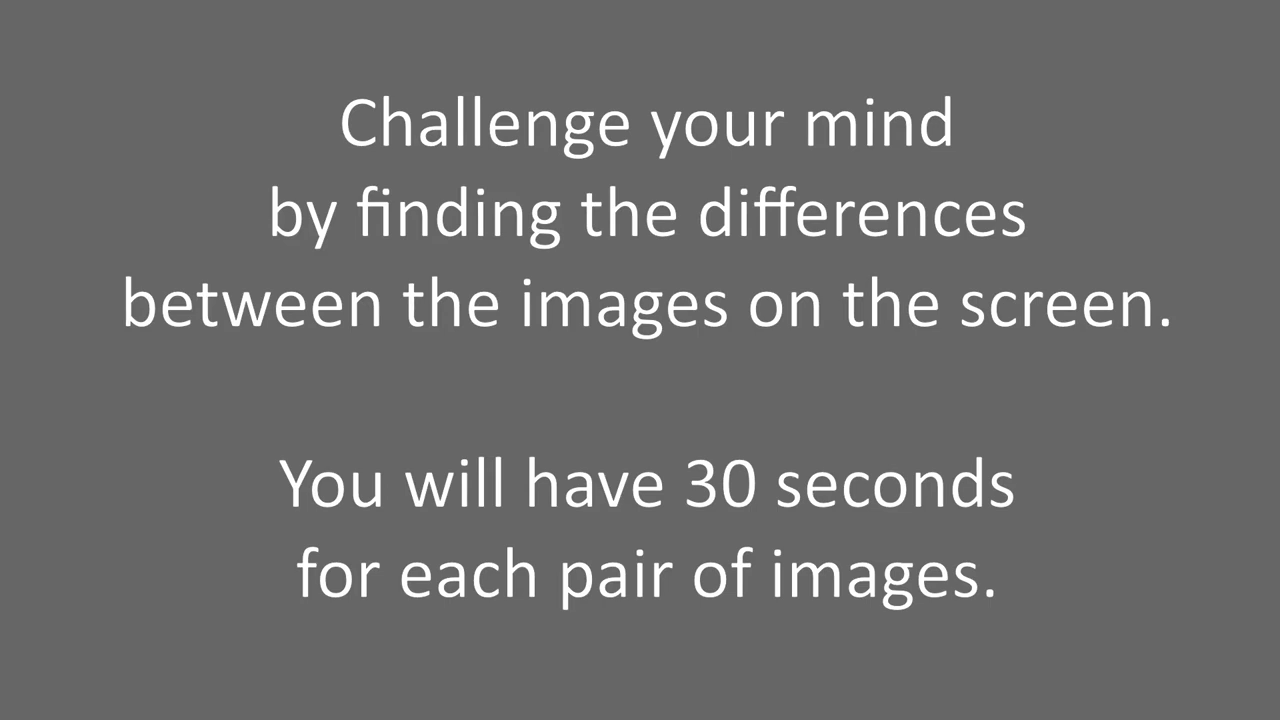 Challenge your mind
by finding the differences
between the images on the screen.
You will have 30 seconds
for each pair of images.